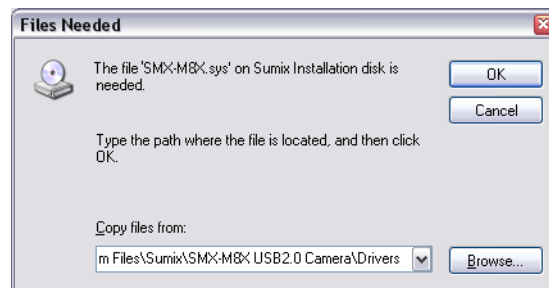 Files Needed
The file 'SMX-M8X.sys' on Sumix Installation disk is
needed.
OK
Cancel
Type the path where the file is located, and then click
OK.
Copy files from:
m Files\Sumix\SMX-M8X USB2.0 Camera\Drivers
Browse...